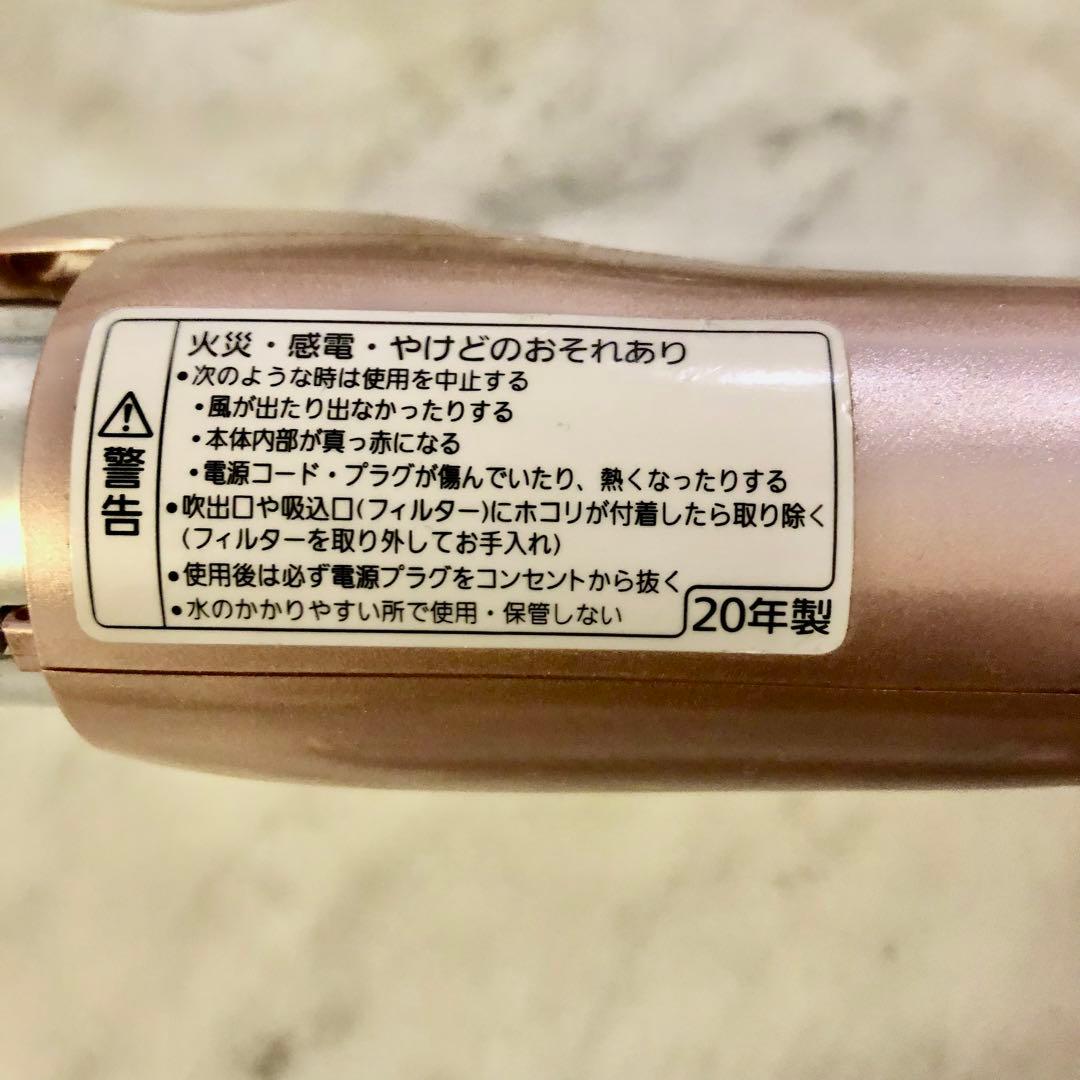 警告
火災・感電・やけどのおそれあり
•次のような時は使用を中止する
・風が出たり出なかったりする
・本体内部が真っ赤になる
・電源コード・プラグが傷んでいたり、熱くなったりする
•吹出口や吸込口(フィルター)にホコリが付着したら取り除く
(フィルターを取り外してお手入れ)
•使用後は必ず電源プラグをコンセントから抜く
•水のかかりやすい所で使用・保管しない
20年製